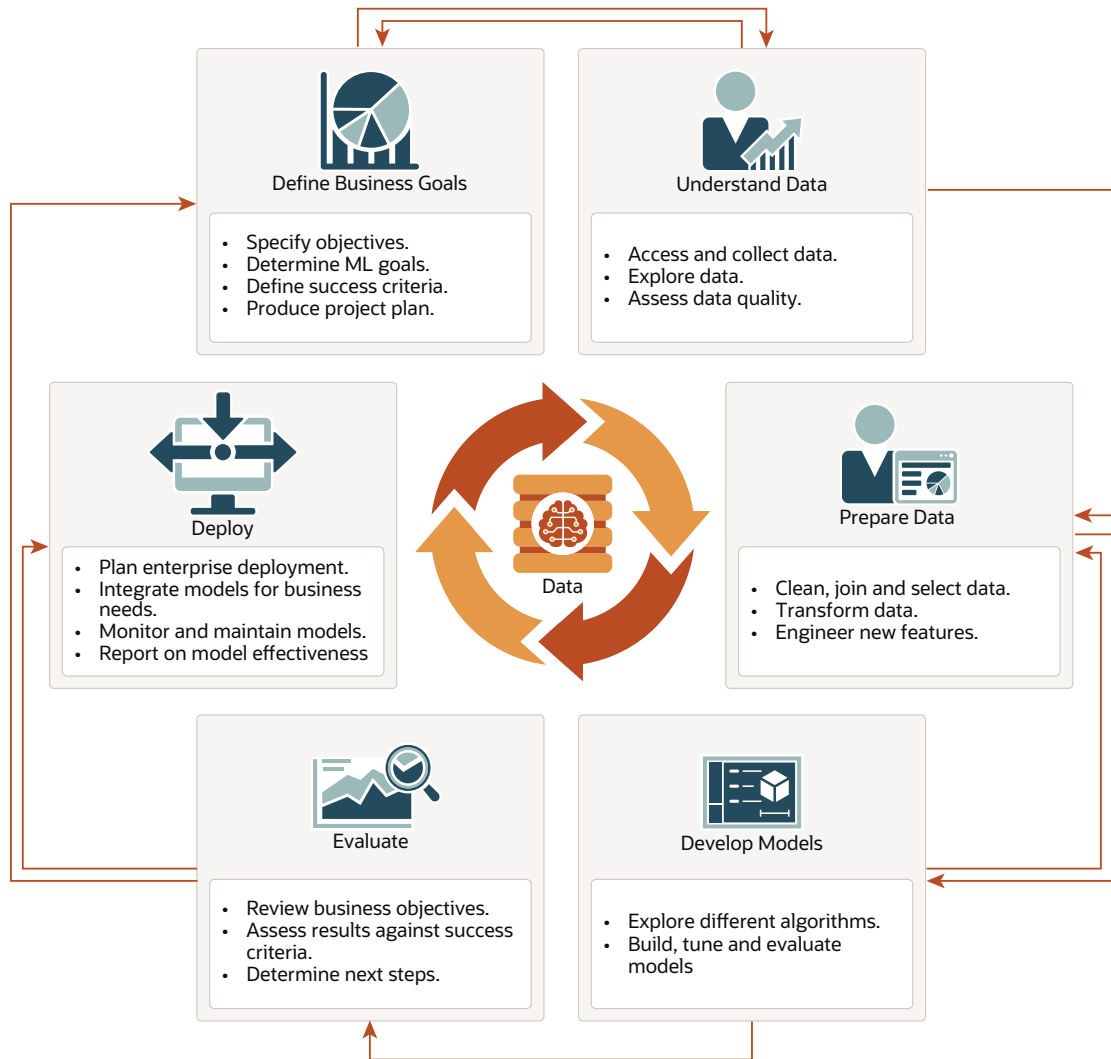 Define Business Goals
• Specify objectives.
• Determine ML goals.
• Define success criteria.
• Produce project plan.
Understand Data
• Access and collect data.
• Explore data.
• Assess data quality.
Deploy
• Plan enterprise deployment.
• Integrate models for business
needs.
• Monitor and maintain models.
• Report on model effectiveness
Data
Prepare Data
• Clean, join and select data.
• Transform data.
• Engineer new features.
Evaluate
• Review business objectives.
• Assess results against success
criteria.
• Determine next steps.
Develop Models
• Explore different algorithms.
• Build, tune and evaluate
models